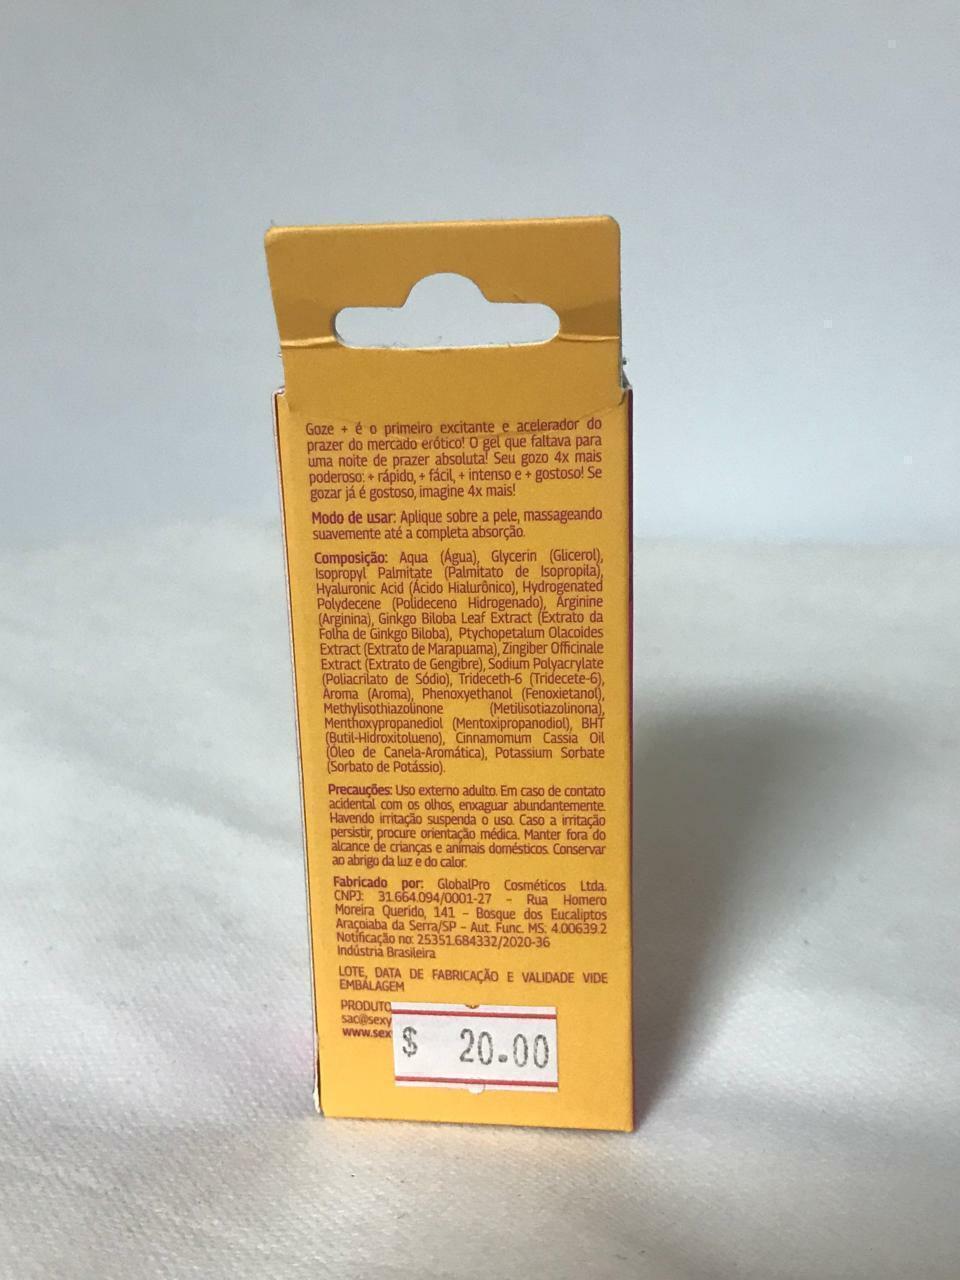 Goze + é o primeiro excitante e acelerador do
prazer do mercado erótico! O gel que faltava para
uma noite de prazer absoluta! Seu gozo 4x mais
poderoso: + rápido, + fácil, + intenso e + gostoso! Se
gozar já é gostoso, imagine 4x mais!
Modo de usar: Aplique sobre a pele, massageando
suavemente até a completa absorção.
Composição: Aqua (Água), Glycerin (Glicerol),
Isopropyl Palmitate (Palmitato de Isopropila),
Hyaluronic Acid (Ácido Hialurônico), Hydrogenated
Polydecene (Polideceno Hidrogenado), Arginine
(Arginina), Ginkgo Biloba Leaf Extract (Extrato da
Folha de Ginkgo Biloba), Ptychopetalum Olacoides
Extract (Extrato de Marapuama), Zingiber Officinale
Extract (Extrato de Gengibre), Sodium Polyacrylate
(Poliacrilato de Sódio), Trideceth-6 (Tridecete-6),
Aroma (Aroma), Phenoxyethanol (Fenoxietanol),
Methylisothiazolinone (Metilisotiazolinona),
Menthoxypropanediol (Mentoxipropanodiol), BHT
(Butil-Hidroxitolueno), Cinnamomum Cassia Oil
(Óleo de Canela-Aromática), Potassium Sorbate
(Sorbato de Potássio).
Precauções: Uso externo adulto. Em caso de contato
acidental com os olhos, enxaguar abundantemente.
Havendo irritação suspenda o uso. Caso a irritação
persistir, procure orientação médica. Manter fora do
alcance de crianças e animais domésticos. Conservar
ao abrigo da luz e do calor.
Fabricado por: GlobalPro Cosméticos Ltda.
CNPJ: 31.664.094/0001-27 - Rua Homero
Moreira Querido, 141 - Bosque dos Eucaliptos
Araçoiaba da Serra/SP - Aut. Func. MS. 4.00639.2
Notificação no: 25351.684332/2020-36
Indústria Brasileira
LOTE, DATA DE FABRICAÇÃO E VALIDADE VIDE
EMBALAGEM
PRODUTO
sac@sexy
www.sex
$ 20.00